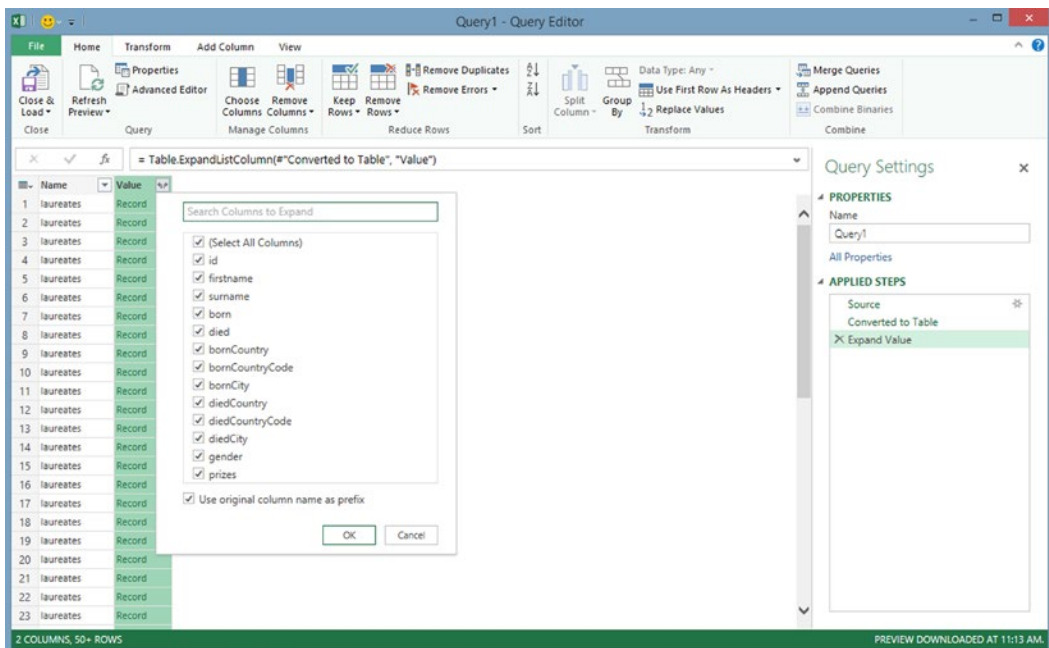 Query1 - Query Editor
File Home Transform Add Column View
Close & Load
Refresh Preview
Properties
Advanced Editor
Choose Columns
Remove Columns
Keep Rows
Remove Rows
Remove Duplicates
Remove Errors
Split Column
Group By
Data Type: Any
Use First Row As Headers
Replace Values
Merge Queries
Append Queries
Combine Binaries
Close Query Manage Columns Reduce Rows Sort Transform Combine
= Table.ExpandListColumn(#"Converted to Table", "Value")
Name Value
1 laureates Record
2 laureates Record
3 laureates Record
4 laureates Record
5 laureates Record
6 laureates Record
7 laureates Record
8 laureates Record
9 laureates Record
10 laureates Record
11 laureates Record
12 laureates Record
13 laureates Record
14 laureates Record
15 laureates Record
16 laureates Record
17 laureates Record
18 laureates Record
19 laureates Record
20 laureates Record
21 laureates Record
22 laureates Record
23 laureates Record
Search Columns to Expand
(Select All Columns)
id
firstname
surname
born
died
bornCountry
bornCountryCode
bornCity
diedCountry
diedCountryCode
diedCity
gender
prizes
Use original column name as prefix
OK Cancel
Query Settings
PROPERTIES
Name
Query1
All Properties
APPLIED STEPS
Source
Converted to Table
Expand Value
2 COLUMNS, 50+ ROWS
PREVIEW DOWNLOADED AT 11:13 AM.